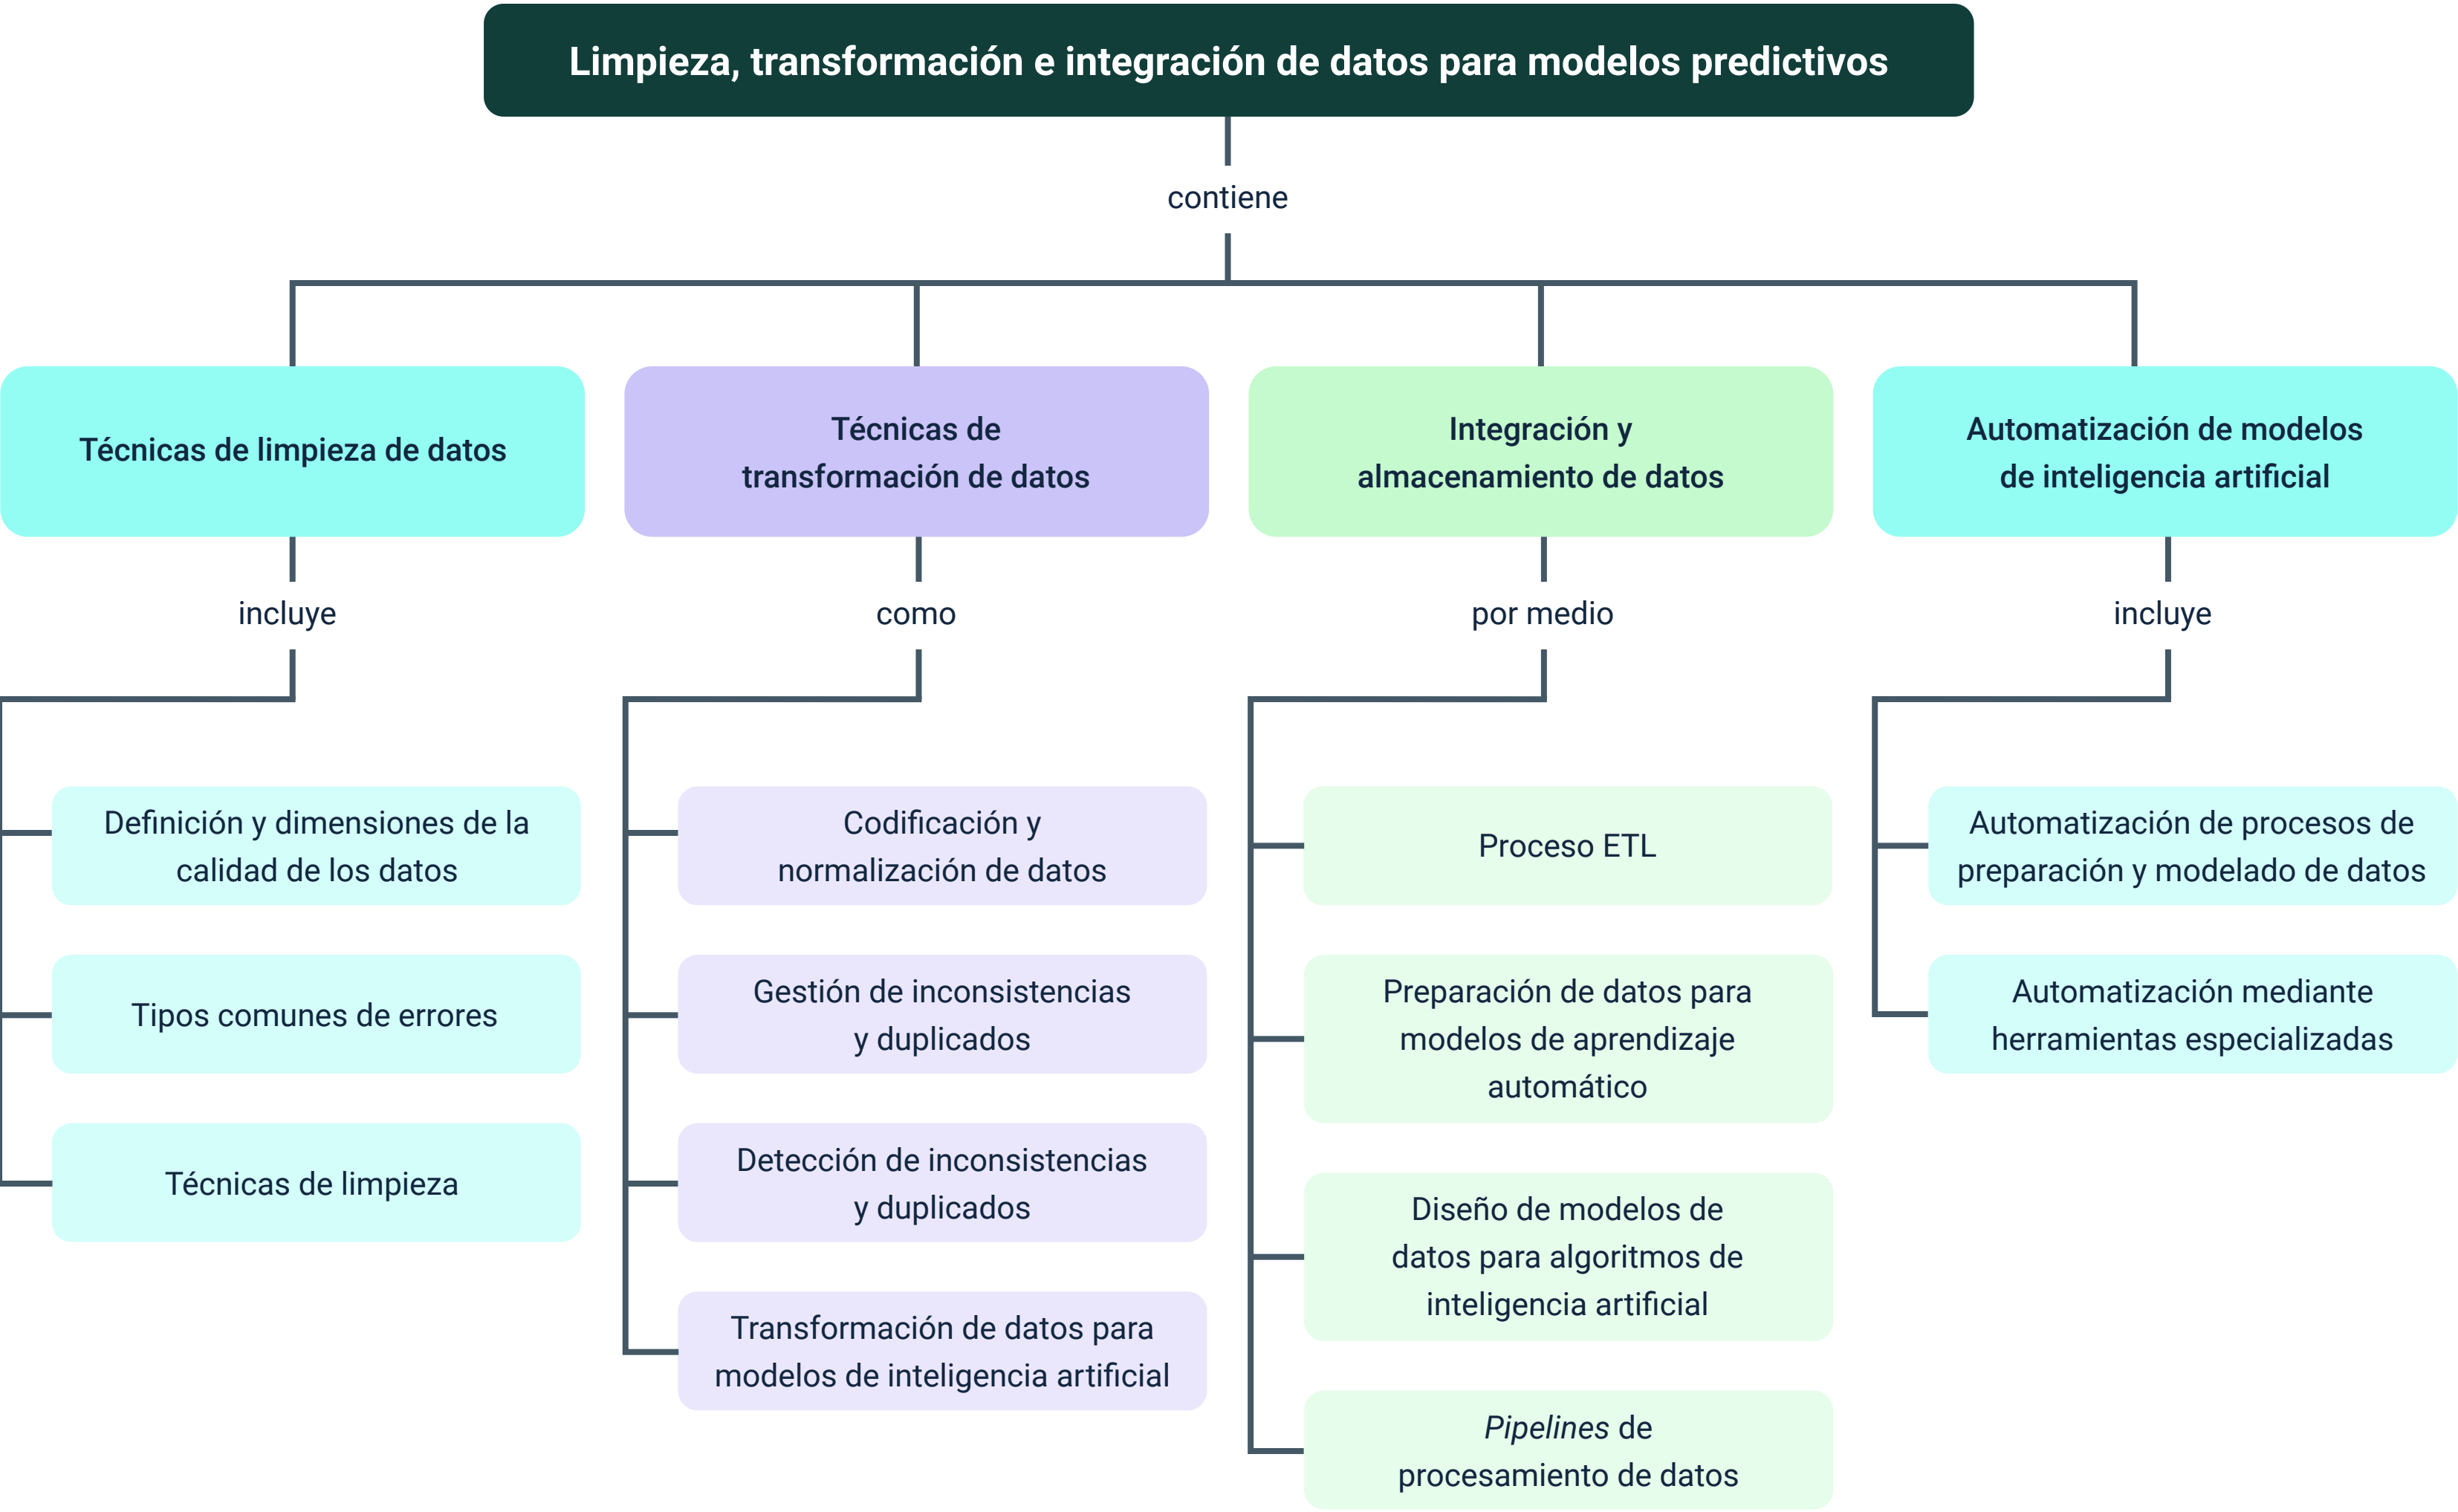 Limpieza, transformación e integración de datos para modelos predictivos
contiene
Técnicas de limpieza de datos
Técnicas de
transformación de datos
Integración y
almacenamiento de datos
Automatización de modelos
de inteligencia artificial
incluye
como
por medio
incluye
Definición y dimensiones de la
calidad de los datos
Tipos comunes de errores
Técnicas de limpieza
Codificación y
normalización de datos
Gestión de inconsistencias
y duplicados
Detección de inconsistencias
y duplicados
Transformación de datos para
modelos de inteligencia artificial
Proceso ETL
Preparación de datos para
modelos de aprendizaje
automático
Diseño de modelos de
datos para algoritmos de
inteligencia artificial
Pipelines de
procesamiento de datos
Automatización de procesos de
preparación y modelado de datos
Automatización mediante
herramientas especializadas